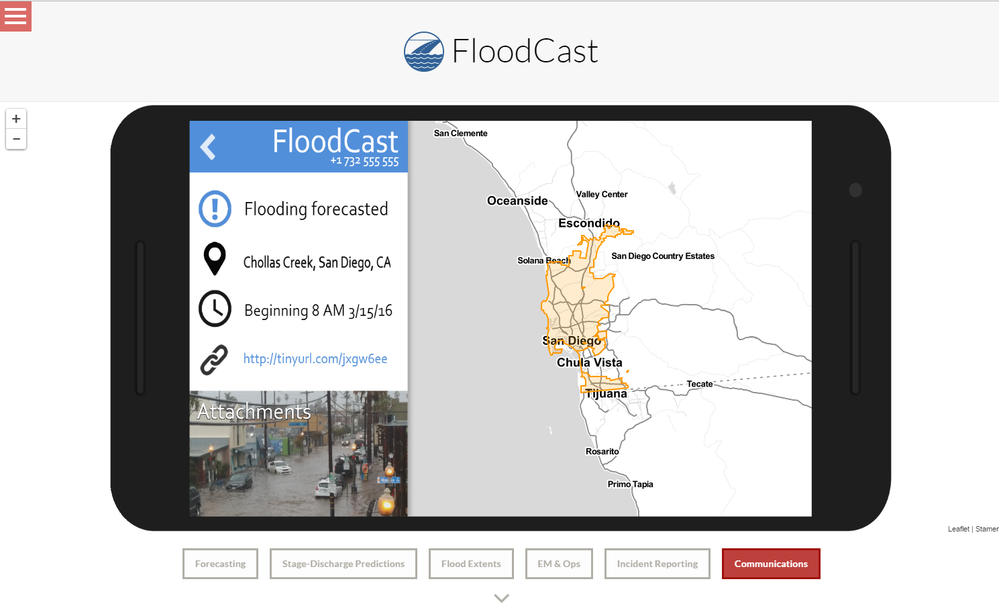 FloodCast
+
−
FloodCast
+1 732 555 555
Flooding forecasted
Chollas Creek, San Diego, CA
Beginning 8 AM 3/15/16
http://tinyurl.com/jxgw6ee
Attachments
San Clemente
Oceanside
Valley Center
Escondido
Solana Beach
San Diego Country Estates
San Diego
Chula Vista
Tijuana
Tecate
Rosarito
Primo Tapia
Leaflet | Stamen
Forecasting
Stage-Discharge Predictions
Flood Extents
EM & Ops
Incident Reporting
Communications